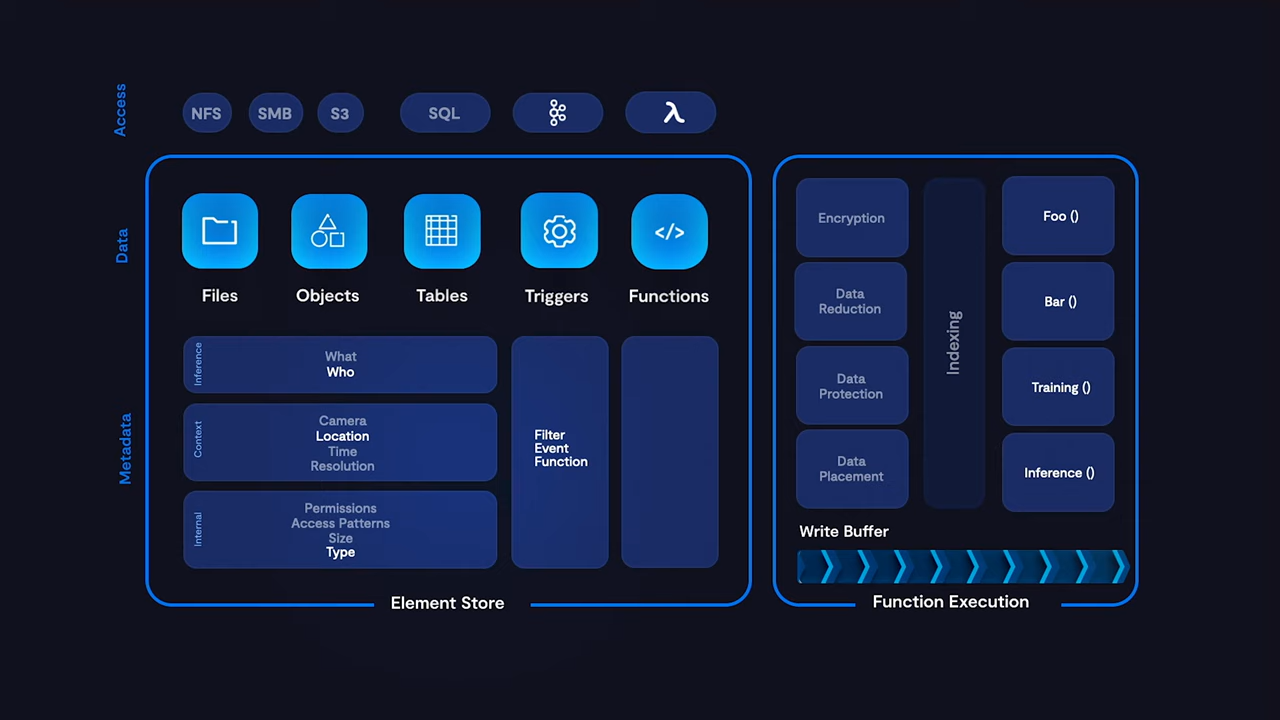 Access
NFS
SMB
S3
SQL
λ
Data
</>
Files
Objects
Tables
Triggers
Functions
Metadata
Inference
What
Who
Context
Camera
Location
Time
Resolution
Internal
Permissions
Access Patterns
Size
Type
Filter
Event
Function
Element Store
Encryption
Data
Reduction
Data
Protection
Data
Placement
Indexing
Foo ()
Bar ()
Training ()
Inference ()
Write Buffer
Function Execution